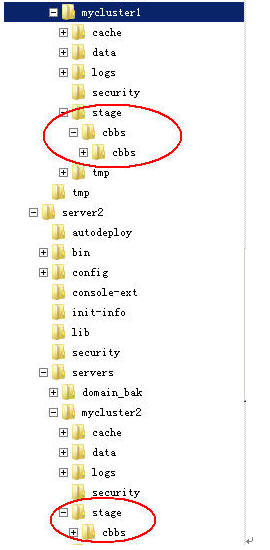 mycluster1
cache
data
logs
security
stage
cbbs
cbbs
tmp
tmp
server2
autodeploy
bin
config
console-ext
init-info
lib
security
servers
domain_bak
mycluster2
cache
data
logs
security
stage
cbbs